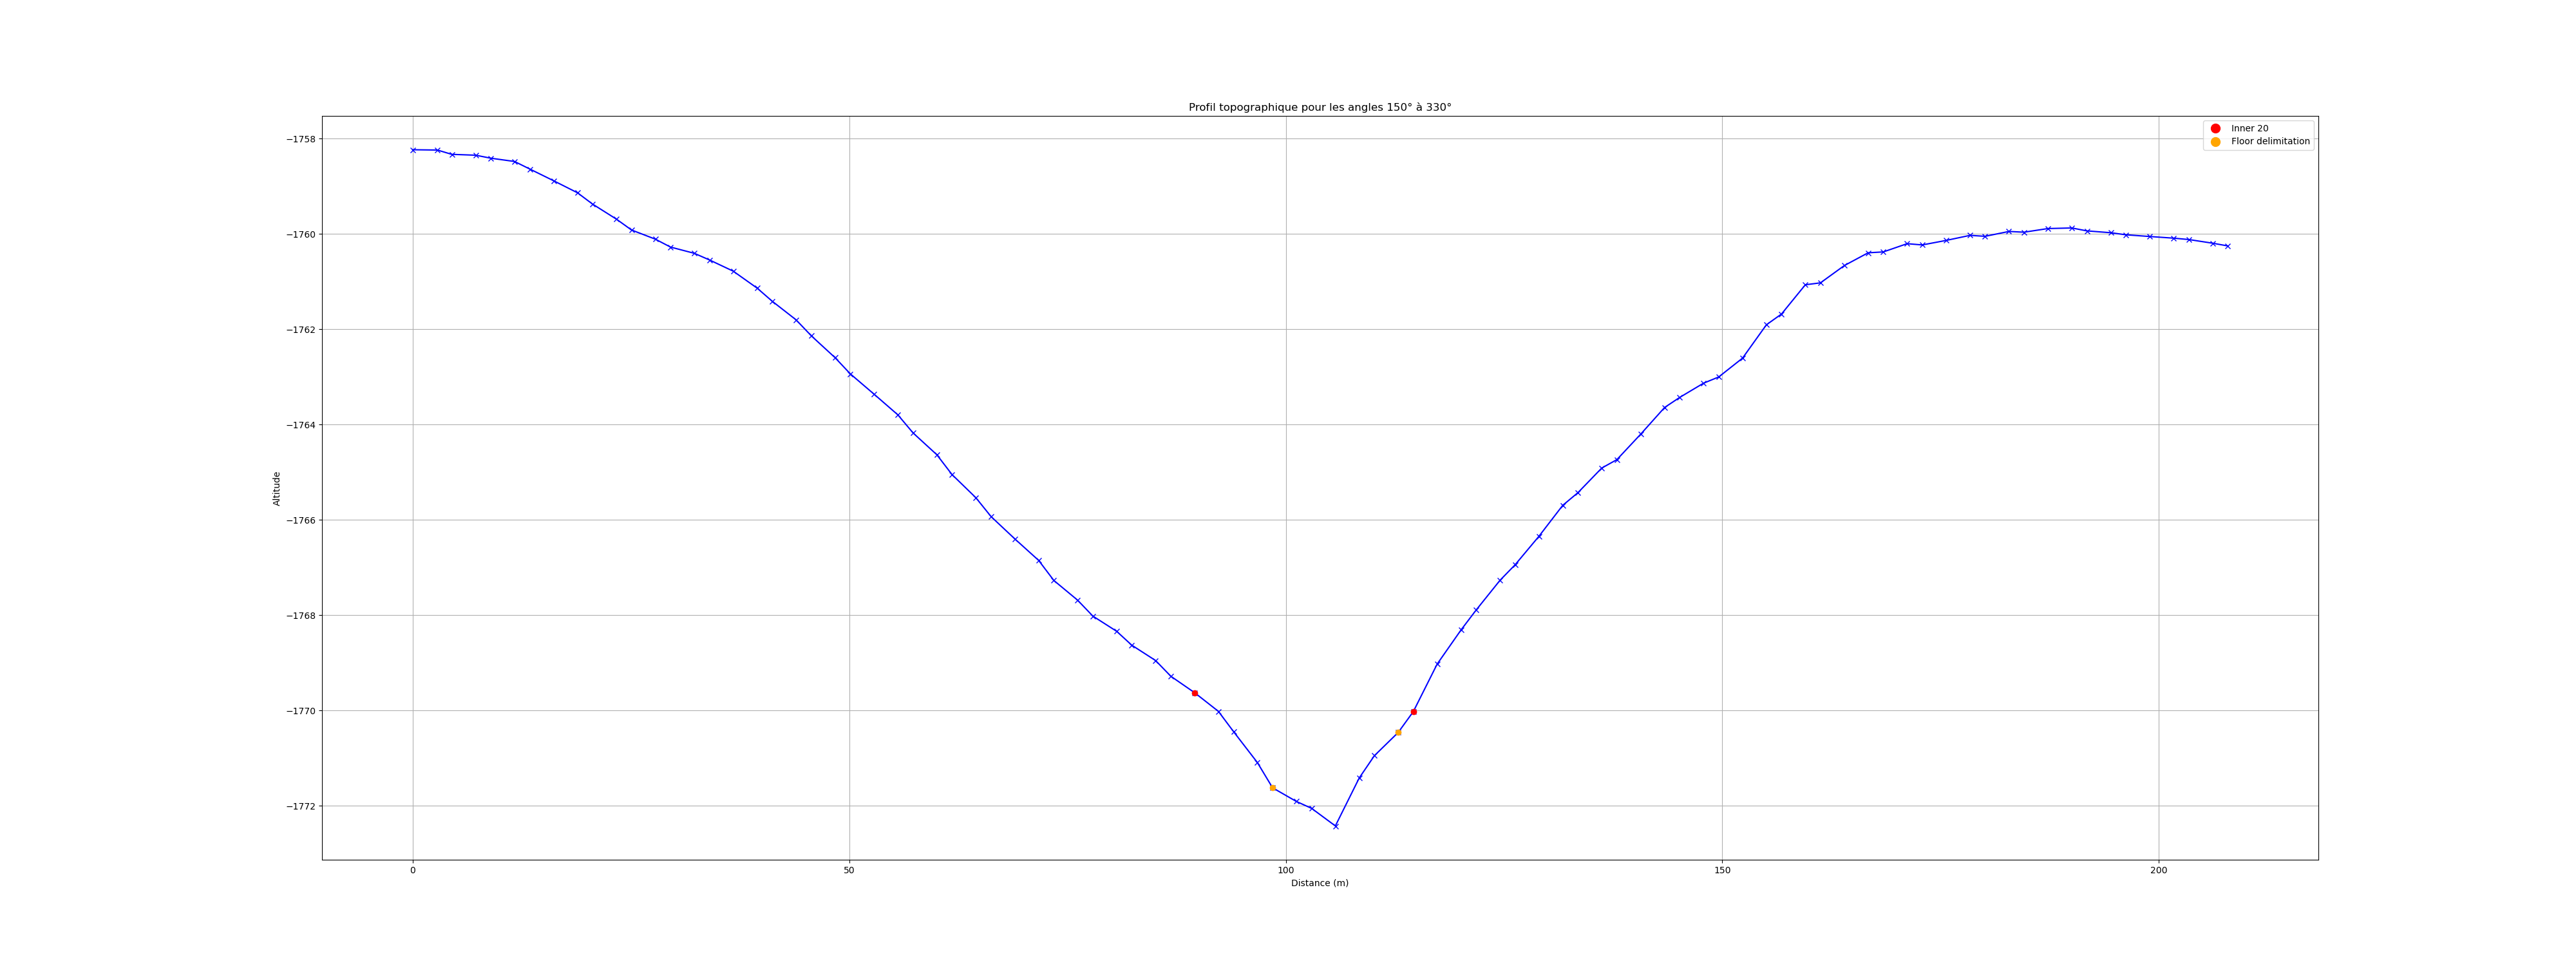 Profil topographique pour les angles 150° à 330°
Inner 20
Floor delimitation
−1758
−1760
−1762
−1764
−1766
−1768
−1770
−1772
Altitude
0
50
100
150
200
Distance (m)